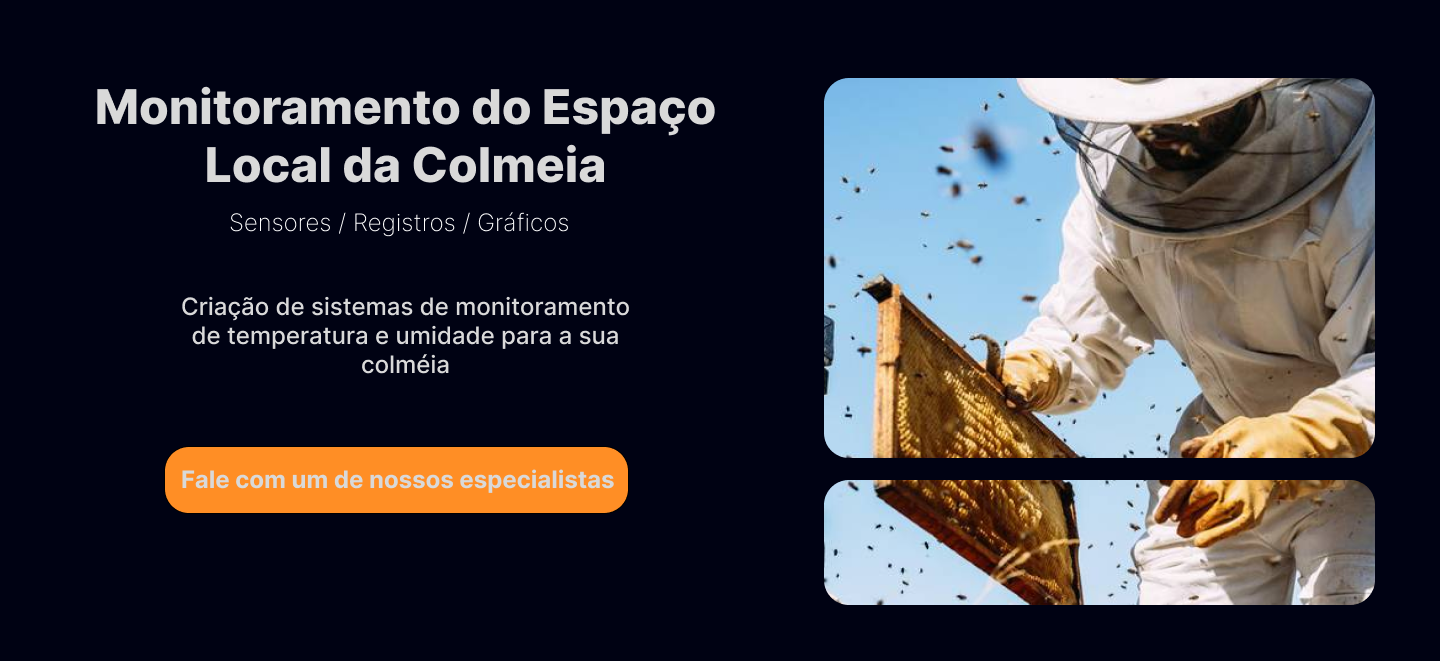 Monitoramento do Espaço
Local da Colmeia
Sensores / Registros / Gráficos
Criação de sistemas de monitoramento
de temperatura e umidade para a sua
colméia
Fale com um de nossos especialistas